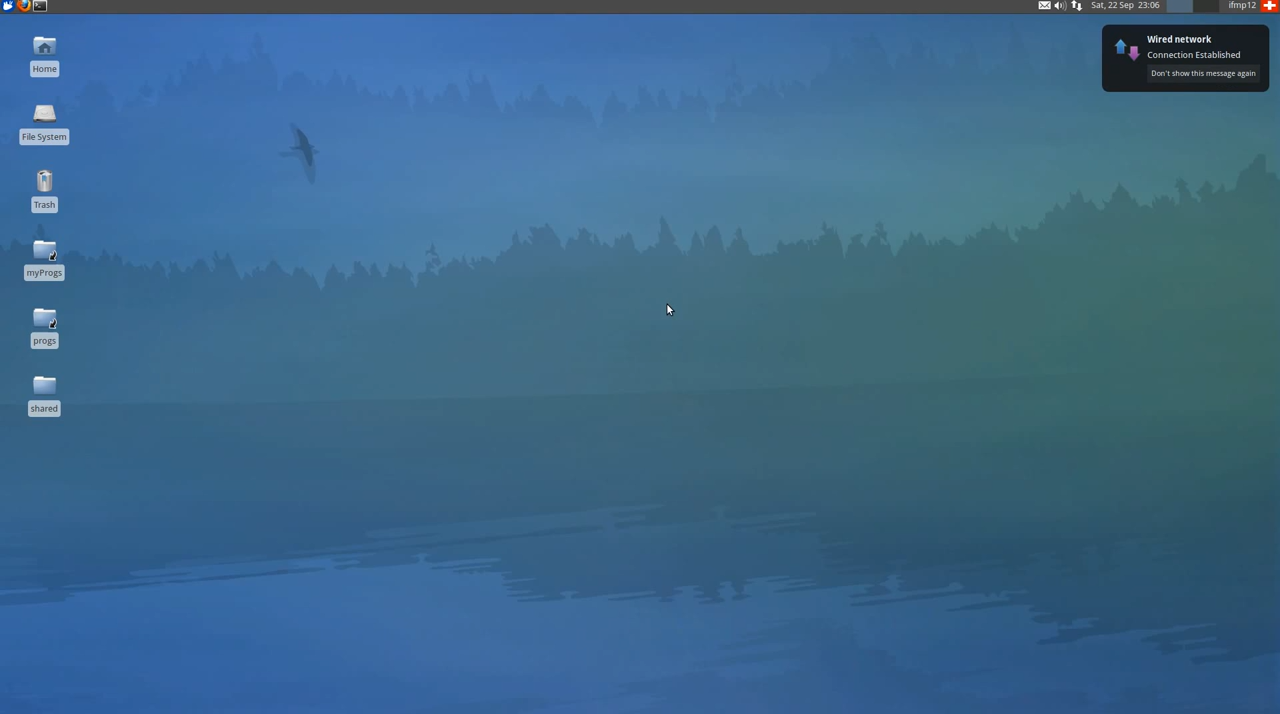 Sat, 22 Sep 23:06
ifmp12
Wired network
Connection Established
Don't show this message again
Home
File System
Trash
myProgs
progs
shared